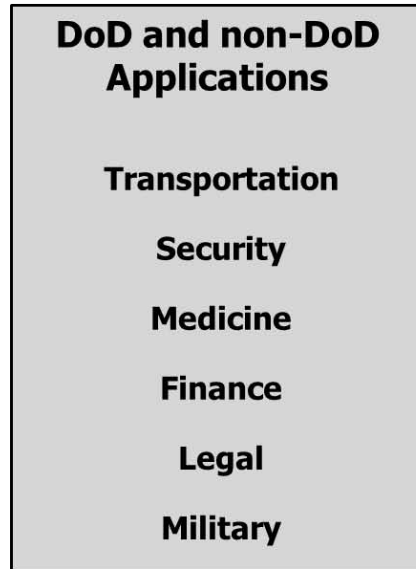 DoD and non-DoD
Applications
Transportation
Security
Medicine
Finance
Legal
Military